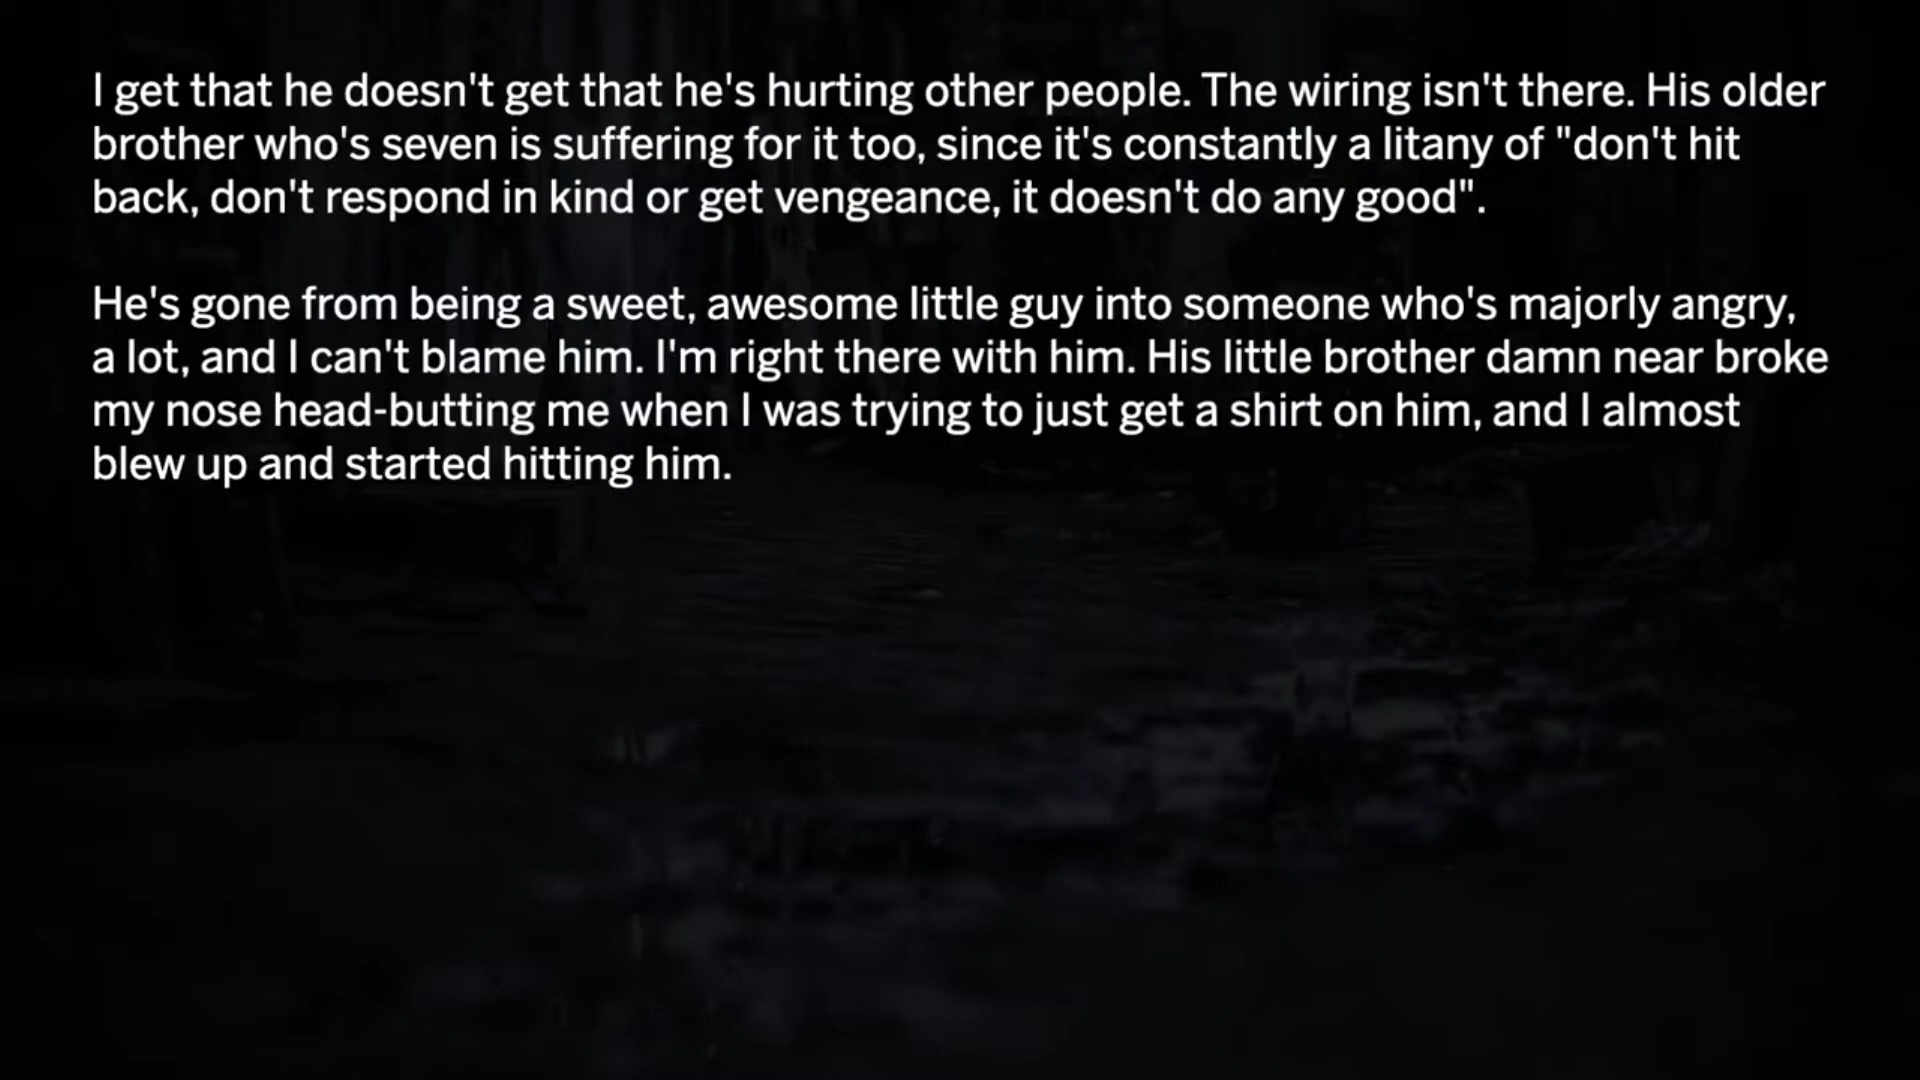 I get that he doesn't get that he's hurting other people. The wiring isn't there. His older
brother who's seven is suffering for it too, since it's constantly a litany of "don't hit
back, don't respond in kind or get vengeance, it doesn't do any good".
He's gone from being a sweet, awesome little guy into someone who's majorly angry,
a lot, and I can't blame him. I'm right there with him. His little brother damn near broke
my nose head-butting me when I was trying to just get a shirt on him, and I almost
blew up and started hitting him.